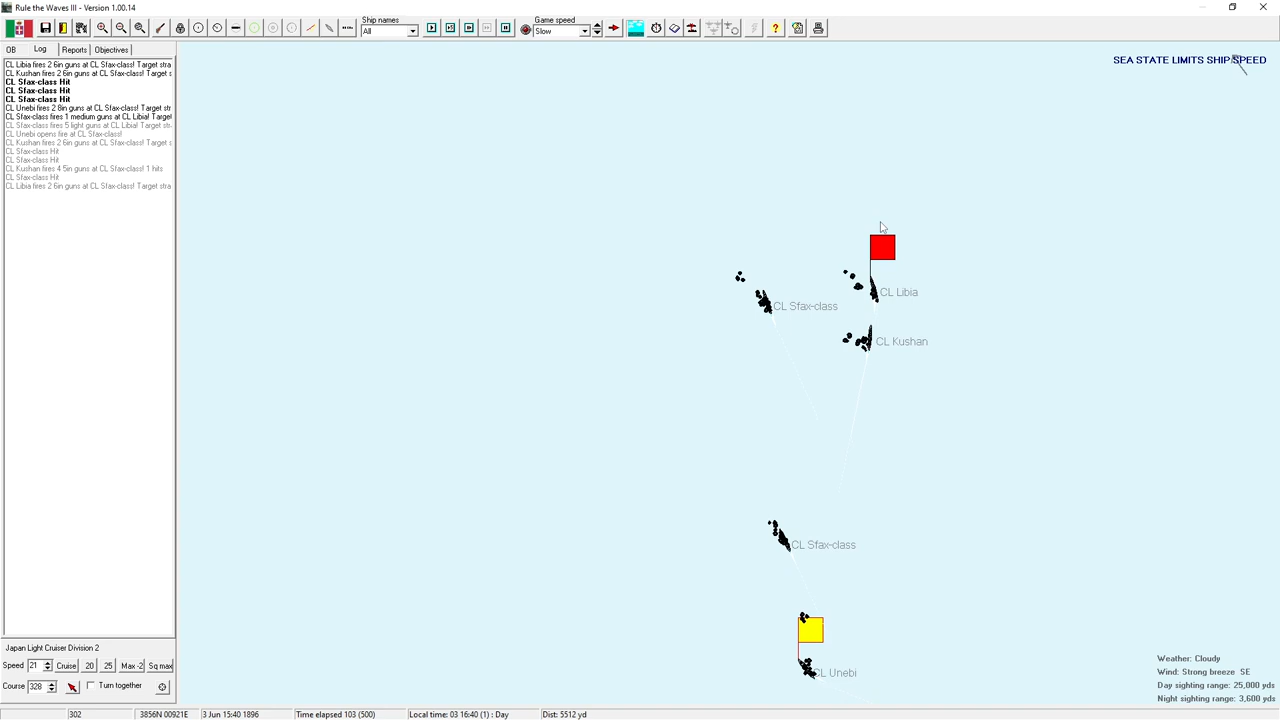 Rule the Waves III - Version 1.00.14
Ship names
All
Game speed
Slow
OB Log Reports Objectives
CL Libia fires 2 6in guns at CL Sfax-class! Target stra
CL Kushan fires 2 6in guns at CL Sfax-class! Target s
CL Sfax-class Hit
CL Sfax-class Hit
CL Sfax-class Hit
CL Unebi fires 2 8in guns at CL Sfax-class! Target str
CL Sfax-class fires 1 medium guns at CL Libia! Target
CL Sfax-class fires 5 light guns at CL Libia! Target str
CL Unebi opens fire at CL Sfax-class!
CL Kushan fires 2 6in guns at CL Sfax-class! Target s
CL Sfax-class Hit
CL Sfax-class Hit
CL Kushan fires 4 5in guns at CL Sfax-class! 1 hits
CL Sfax-class Hit
CL Libia fires 2 6in guns at CL Sfax-class! Target stra
SEA STATE LIMITS SHIP SPEED
CL Libia
CL Sfax-class
CL Kushan
CL Sfax-class
CL Unebi
Japan Light Cruiser Division 2
Speed 21 Cruise 20 25 Max -2 Sq max
Course 328 Turn together
Weather: Cloudy
Wind: Strong breeze SE
Day sighting range: 25,000 yds
Night sighting range: 3,600 yds
302 3856N 00921E 3 Jun 15:40 1896 Time elapsed 103 (500) Local time: 03 16:40 (1) : Day Dist: 5512 yd